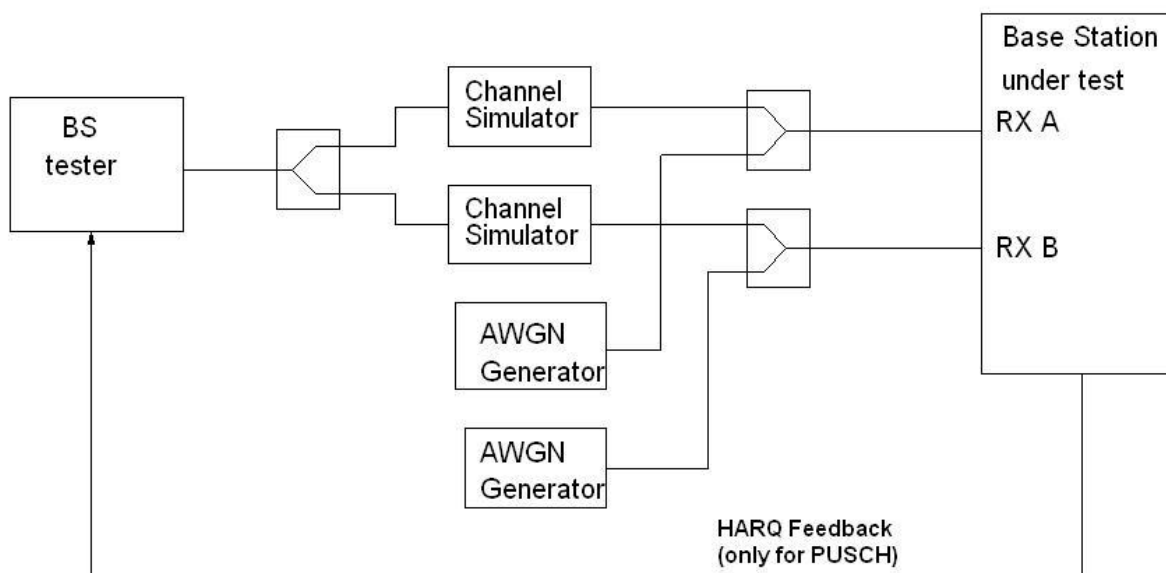 BS
tester
Channel
Simulator
Channel
Simulator
AWGN
Generator
AWGN
Generator
Base Station
under test
RX A
RX B
HARQ Feedback
(only for PUSCH)